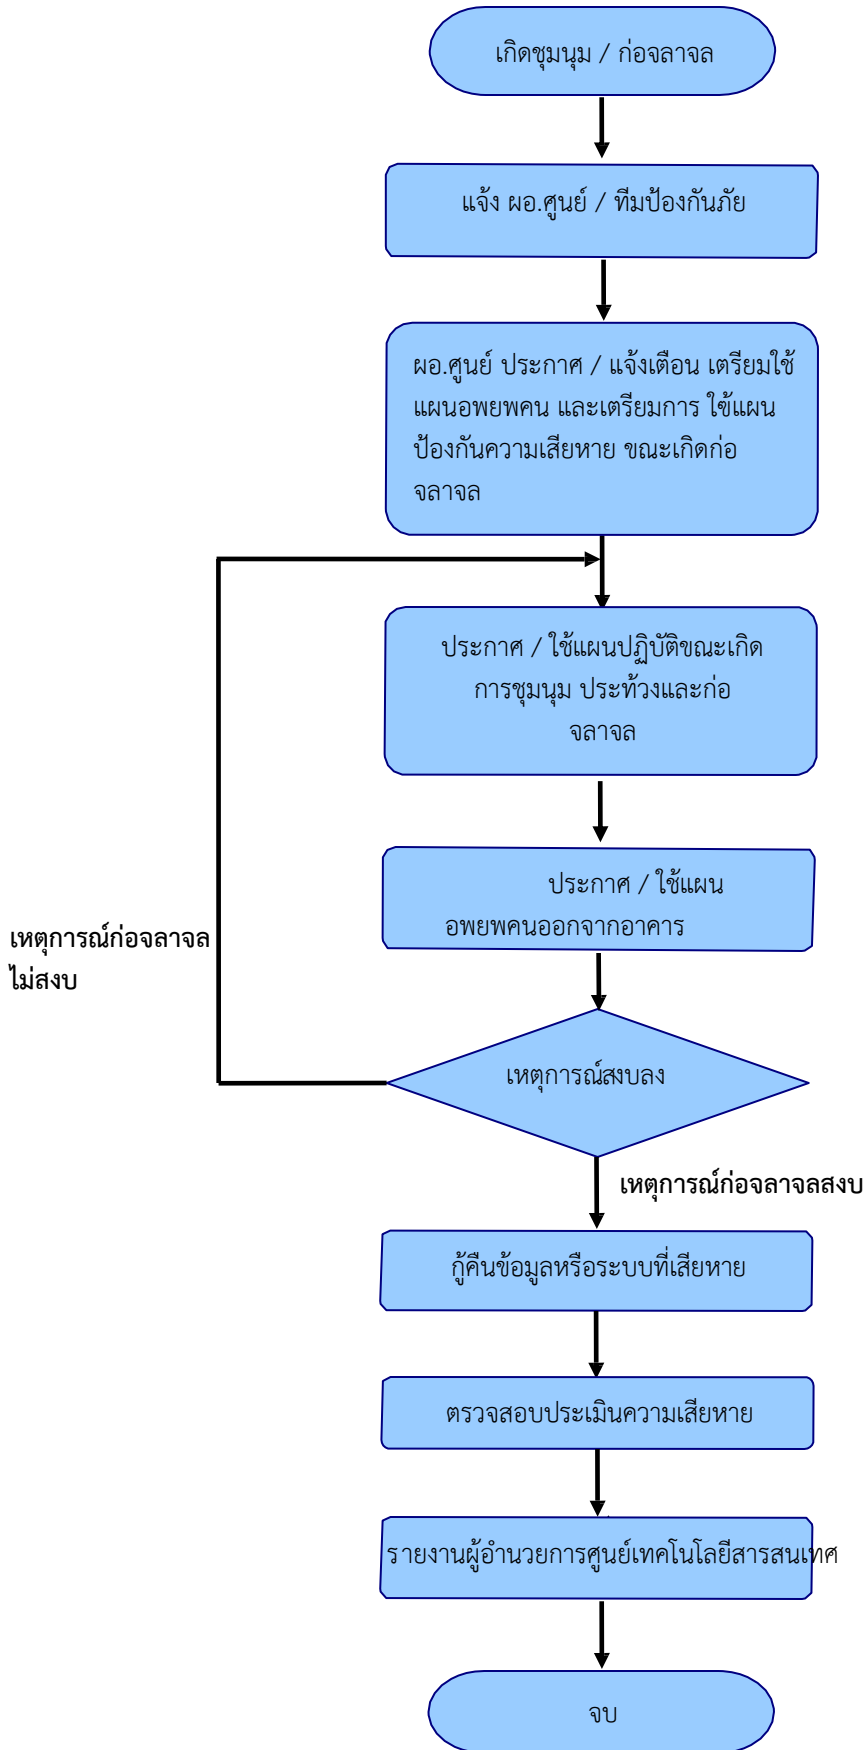 เกิดชุมนุม / ก่อจลาจล
แจ้ง ผอ.ศูนย์ / ทีมป้องกันภัย
ผอ.ศูนย์ ประกาศ / แจ้งเตือน เตรียมใช้
แผนอพยพคน และเตรียมการ ใช้แผน
ป้องกันความเสียหาย ขณะเกิดก่อ
จลาจล
ประกาศ / ใช้แผนปฏิบัติขณะเกิด
การชุมนุม ประท้วงและก่อ
จลาจล
ประกาศ / ใช้แผน
อพยพคนออกจากอาคาร
เหตุการณ์ก่อจลาจล
ไม่สงบ
เหตุการณ์สงบลง
เหตุการณ์ก่อจลาจลสงบ
กู้คืนข้อมูลหรือระบบที่เสียหาย
ตรวจสอบประเมินความเสียหาย
รายงานผู้อำนวยการศูนย์เทคโนโลยีสารสนเทศ
จบ